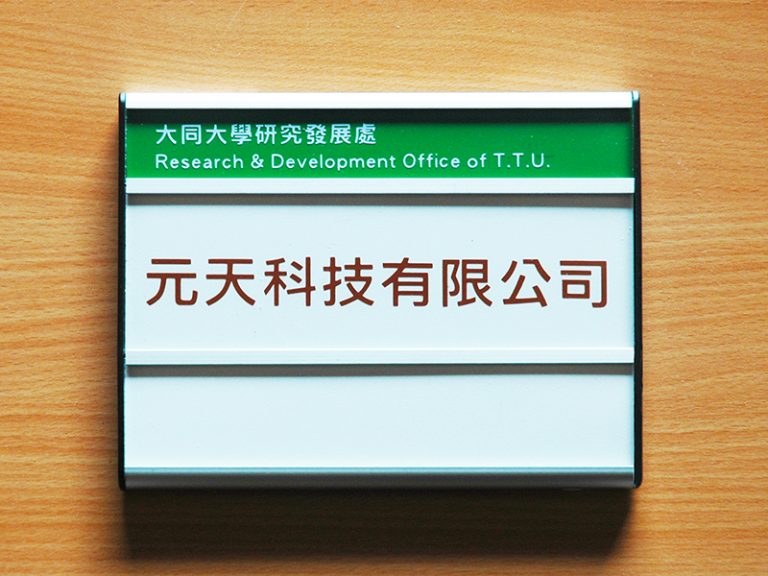 大同大學研究發展處
Research & Development Office of T.T.U.
元天科技有限公司